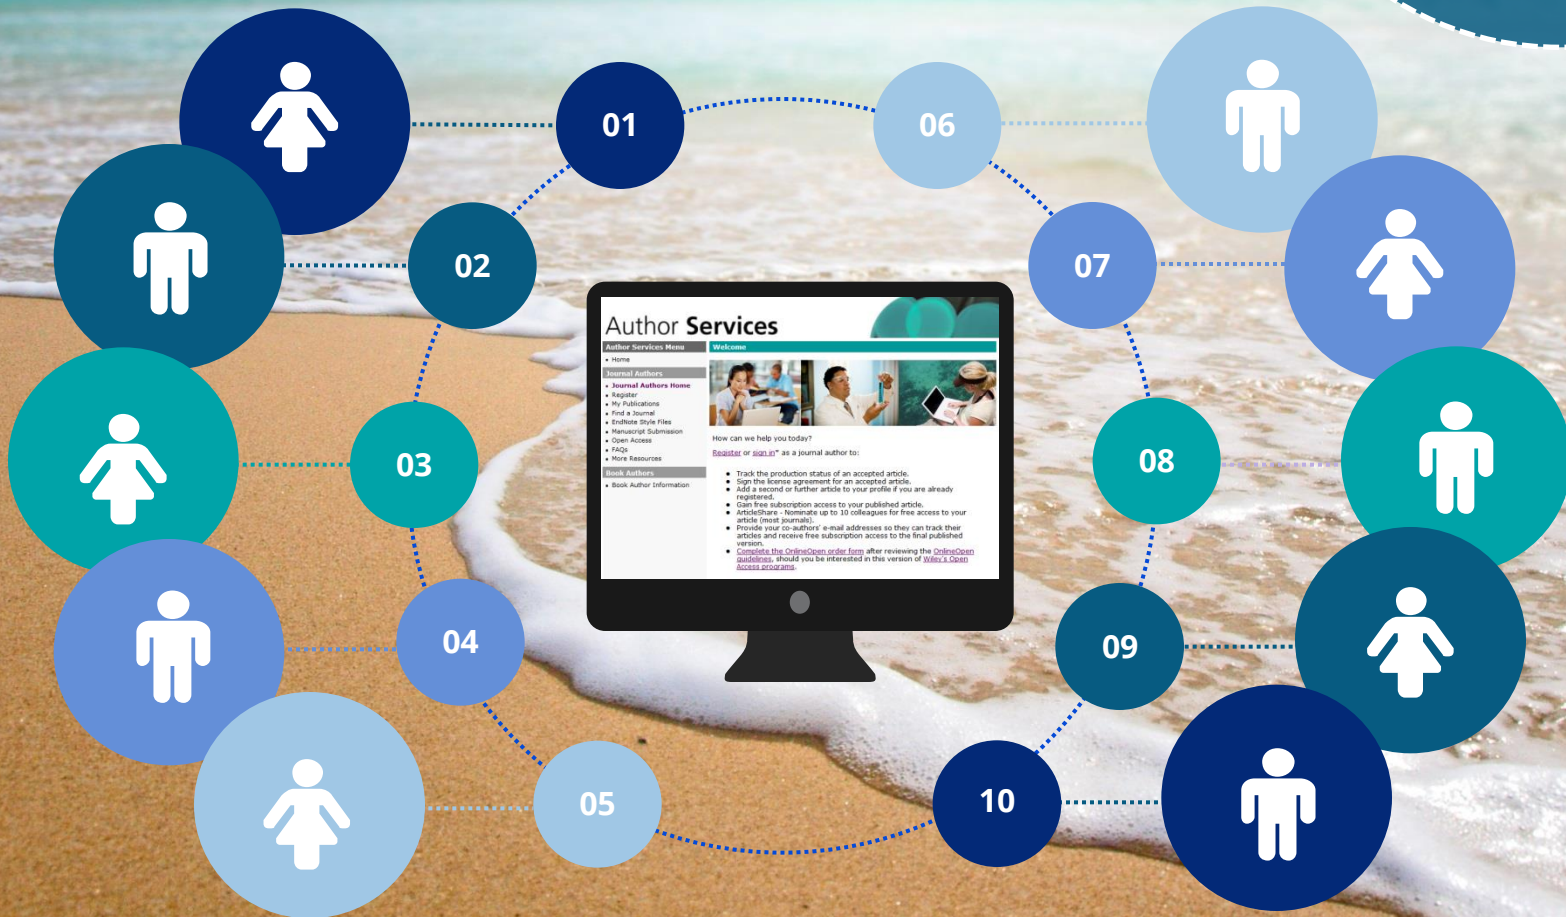 01
06
02
07
03
08
04
09
05
10
Author Services
Author Services Menu
Home
Journal Authors
Journal Authors Home
Register
My Publications
Find a Journal
EndNote Style Files
Manuscript Submission
Open Access
FAQs
More Resources
Book Authors
Book Author Information
Welcome
How can we help you today?
Register or sign in* as a journal author to:
• Track the production status of an accepted article.
• Sign the license agreement for an accepted article.
• Add a second or further article to your profile if you are already
registered.
• Gain free subscription access to your published article.
• ArticleShare - Nominate up to 10 colleagues for free access to your
article (most journals).
• Provide your co-authors' e-mail addresses so they can track their
articles and receive free subscription access to the final published
version.
• Complete the OnlineOpen order form after reviewing the OnlineOpen
guidelines, should you be interested in this version of Wiley's Open
Access programs.